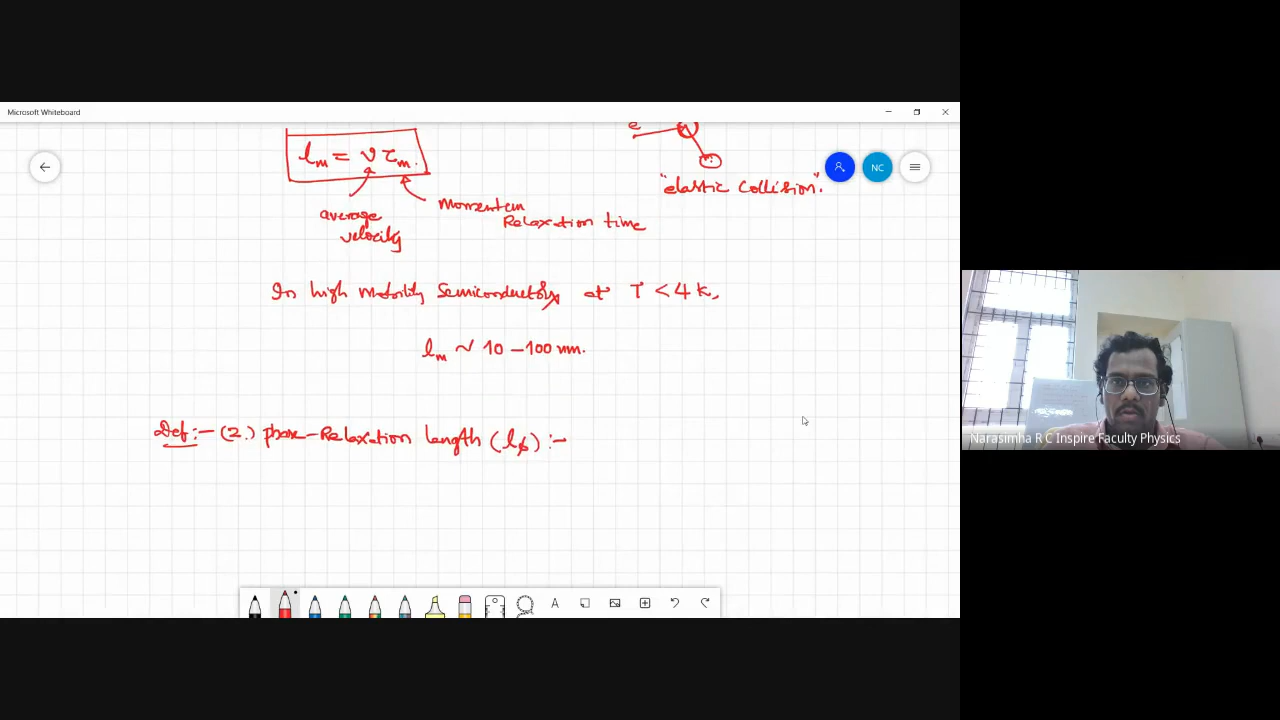 Microsoft Whiteboard
lm = v τm.
e
"elastic collision".
NC
average velocity
momentum Relaxation time
In high mobility Semiconductors at T < 4 K,
lm ~ 10 – 100 nm.
Def:- (2.) phase-Relaxation length (lφ) :-
Narasimha R C Inspire Faculty Physics
A